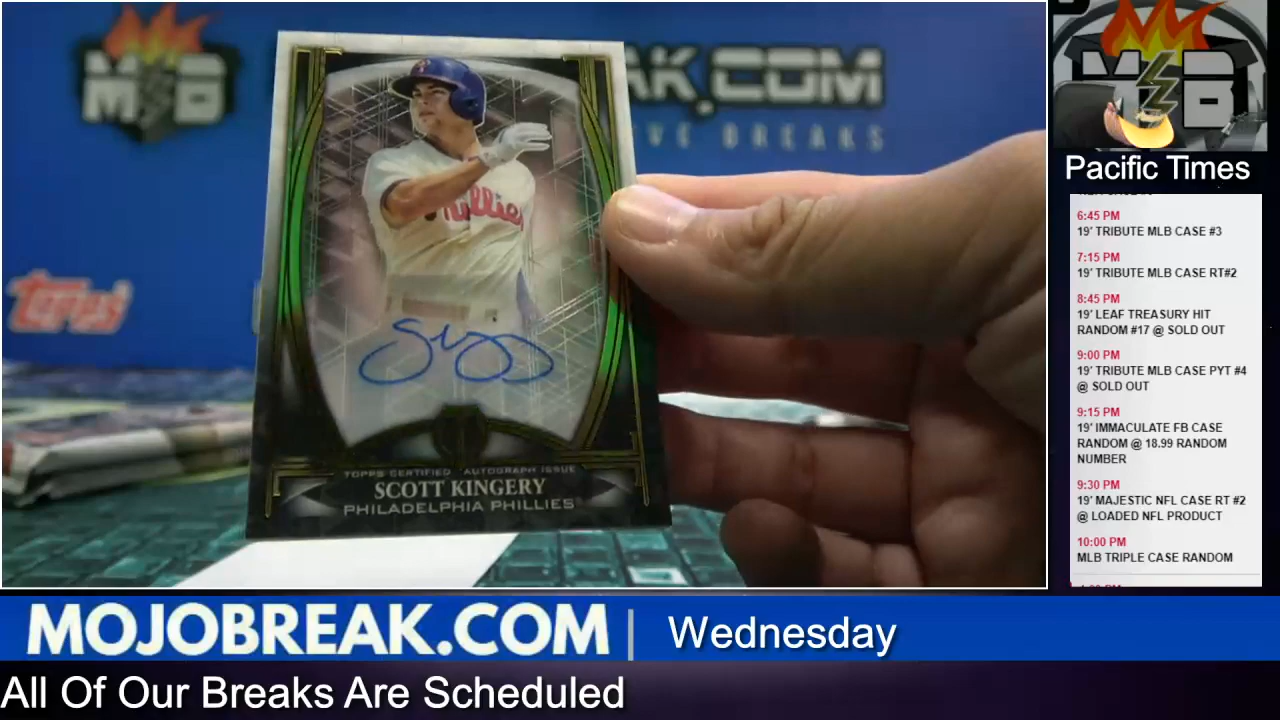 M B
AK.COM
VE BREAKS
Topps
Phillies
TOPPS CERTIFIED AUTOGRAPH ISSUE
SCOTT KINGERY
PHILADELPHIA PHILLIES
M B
Pacific Times
6:45 PM
19' TRIBUTE MLB CASE #3
7:15 PM
19' TRIBUTE MLB CASE RT#2
8:45 PM
19' LEAF TREASURY HIT
RANDOM #17 @ SOLD OUT
9:00 PM
19' TRIBUTE MLB CASE PYT #4
@ SOLD OUT
9:15 PM
19' IMMACULATE FB CASE
RANDOM @ 18.99 RANDOM
NUMBER
9:30 PM
19' MAJESTIC NFL CASE RT #2
@ LOADED NFL PRODUCT
10:00 PM
MLB TRIPLE CASE RANDOM
MOJOBREAK.COM | Wednesday
All Of Our Breaks Are Scheduled